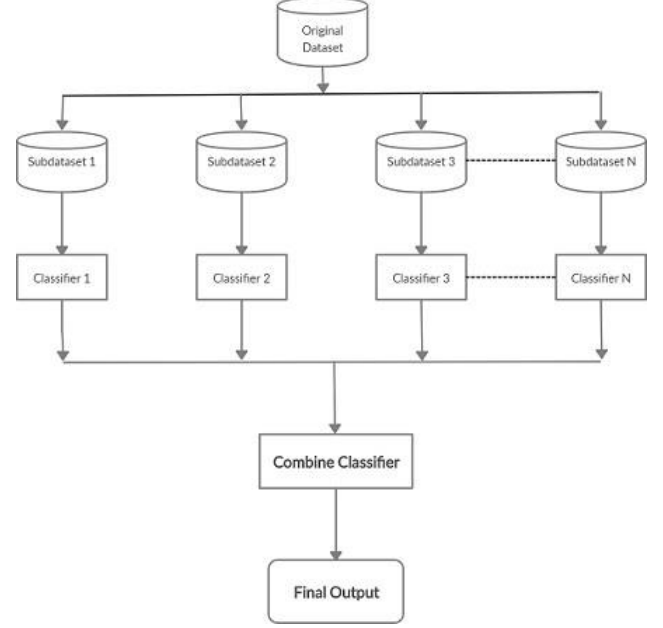 Original
Dataset
Subdataset 1
Subdataset 2
Subdataset 3
Subdataset N
Classifier 1
Classifier 2
Classifier 3
Classifier N
Combine Classifier
Final Output